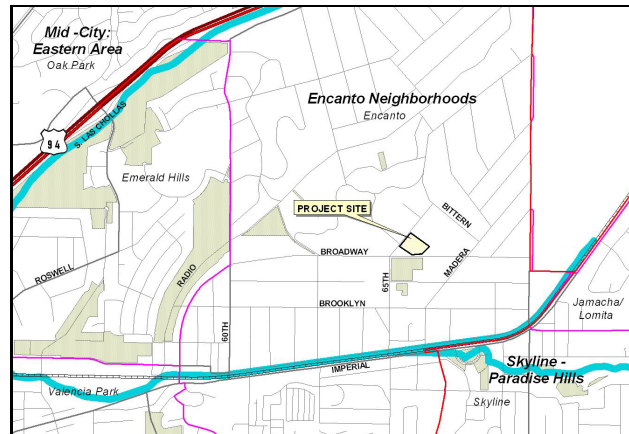 Mid -City:
Eastern Area
Oak Park
Encanto Neighborhoods
Encanto
94
S. LAS CHOLLAS
Emerald Hills
PROJECT SITE
BITTERN
BROADWAY
MADERA
ROSWELL
RADIO
65TH
BROOKLYN
60TH
Jamacha/
Lomita
IMPERIAL
Skyline -
Paradise Hills
Valencia Park
Skyline